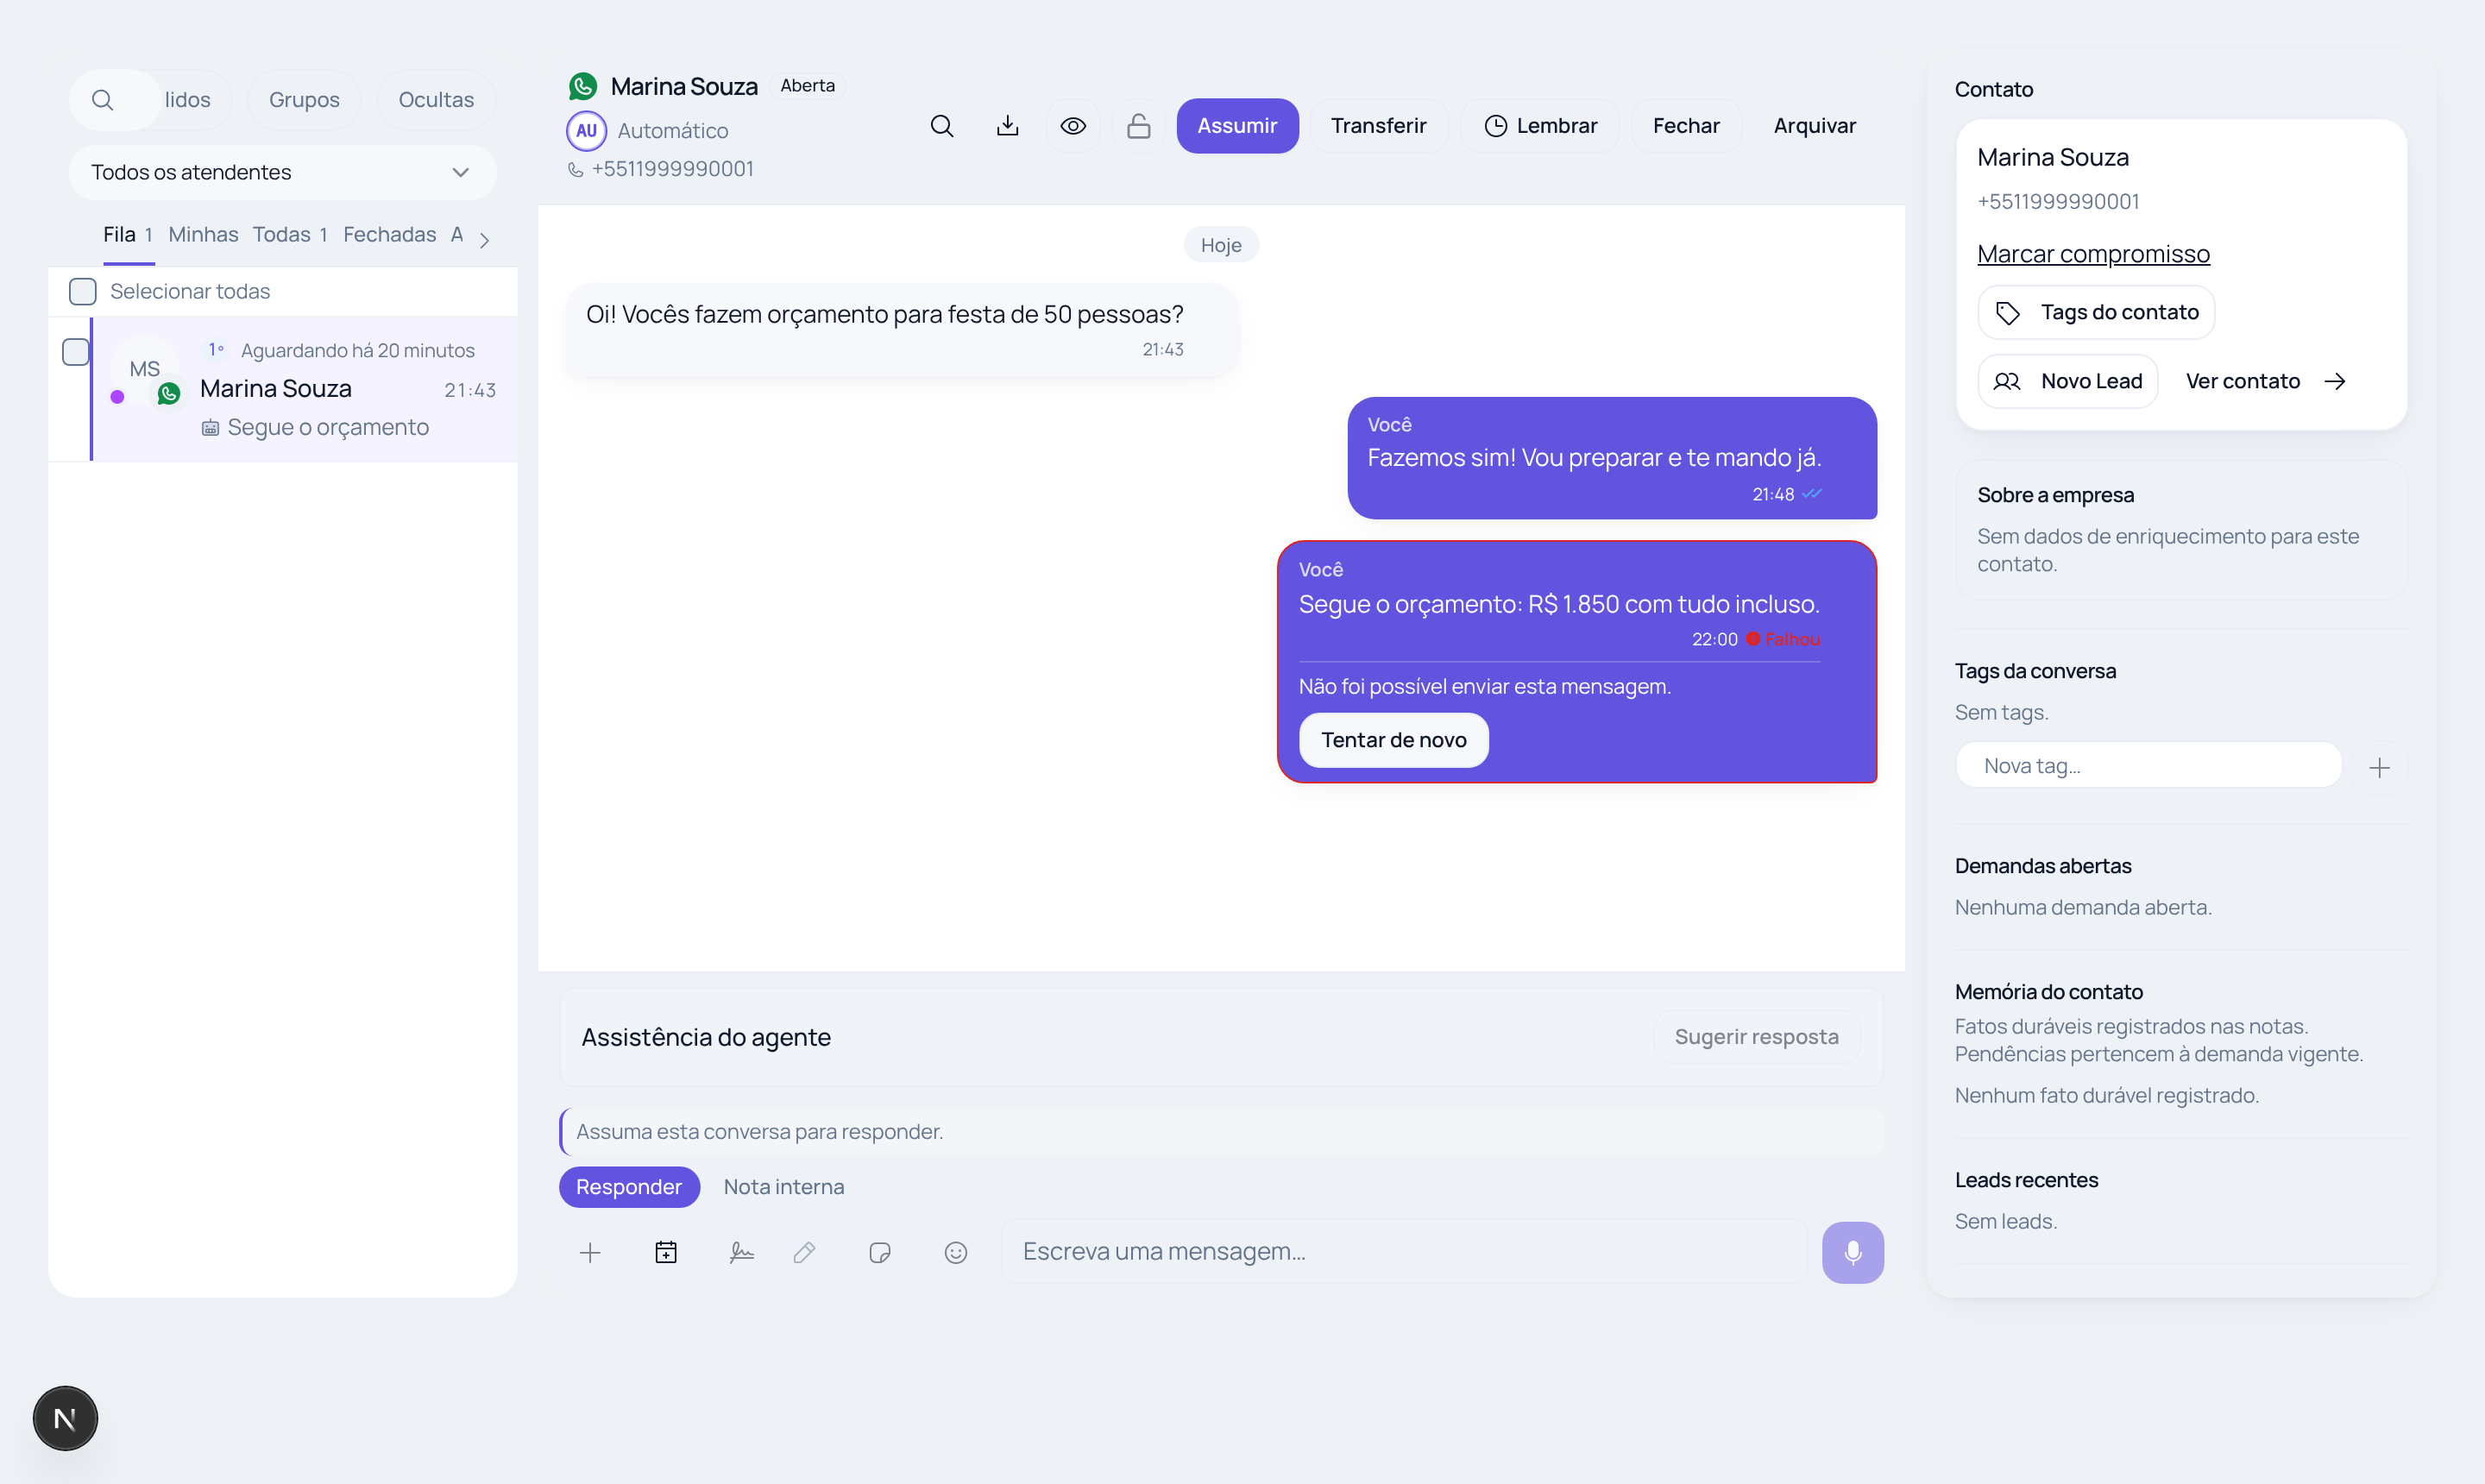 lidos
Grupos
Ocultas
Todos os atendentes
Fila 1
Minhas
Todas 1
Fechadas
A
Selecionar todas
MS
1º Aguardando há 20 minutos
Marina Souza 21:43
Segue o orçamento
Marina Souza Aberta
AU Automático
+5511999990001
Assumir
Transferir
Lembrar
Fechar
Arquivar
Hoje
Oi! Vocês fazem orçamento para festa de 50 pessoas?
21:43
Você
Fazemos sim! Vou preparar e te mando já.
21:48
Você
Segue o orçamento: R$ 1.850 com tudo incluso.
22:00 Falhou
Não foi possível enviar esta mensagem.
Tentar de novo
Assistência do agente
Sugerir resposta
Assuma esta conversa para responder.
Responder
Nota interna
Escreva uma mensagem...
Contato
Marina Souza
+5511999990001
Marcar compromisso
Tags do contato
Novo Lead
Ver contato
Sobre a empresa
Sem dados de enriquecimento para este
contato.
Tags da conversa
Sem tags.
Nova tag...
Demandas abertas
Nenhuma demanda aberta.
Memória do contato
Fatos duráveis registrados nas notas.
Pendências pertencem à demanda vigente.
Nenhum fato durável registrado.
Leads recentes
Sem leads.
N